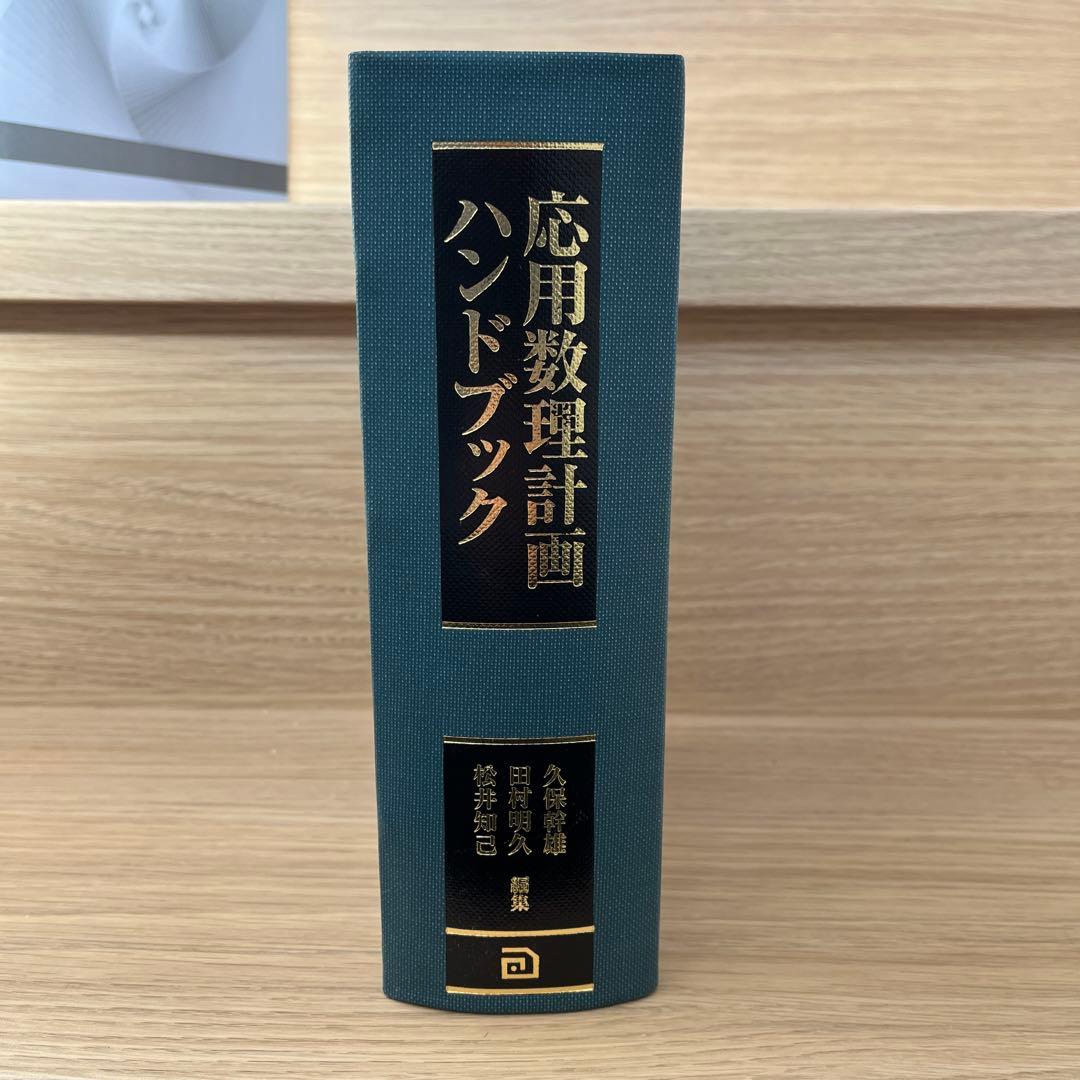 応用数理計画
ハンドブック
久保幹雄
田村明久
松井知己
編集